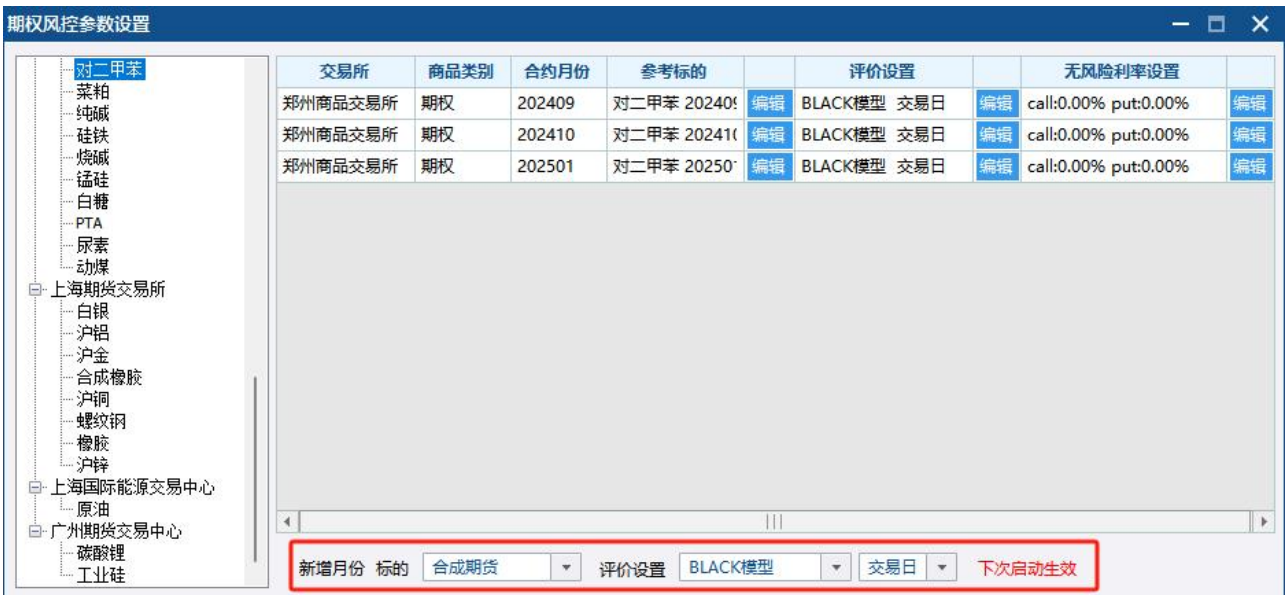 期权风控参数设置
对二甲苯
菜粕
纯碱
硅铁
烧碱
锰硅
白糖
PTA
尿素
动煤
上海期货交易所
白银
沪铝
沪金
合成橡胶
沪铜
螺纹钢
橡胶
沪锌
上海国际能源交易中心
原油
广州期货交易中心
碳酸锂
工业硅
交易所 商品类别 合约月份 参考标的 评价设置 无风险利率设置
郑州商品交易所 期权 202409 对二甲苯 202409 编辑 BLACK模型 交易日 编辑 call:0.00% put:0.00% 编辑
郑州商品交易所 期权 202410 对二甲苯 202410 编辑 BLACK模型 交易日 编辑 call:0.00% put:0.00% 编辑
郑州商品交易所 期权 202501 对二甲苯 202501 编辑 BLACK模型 交易日 编辑 call:0.00% put:0.00% 编辑
新增月份 标的 合成期货 评价设置 BLACK模型 交易日 下次启动生效